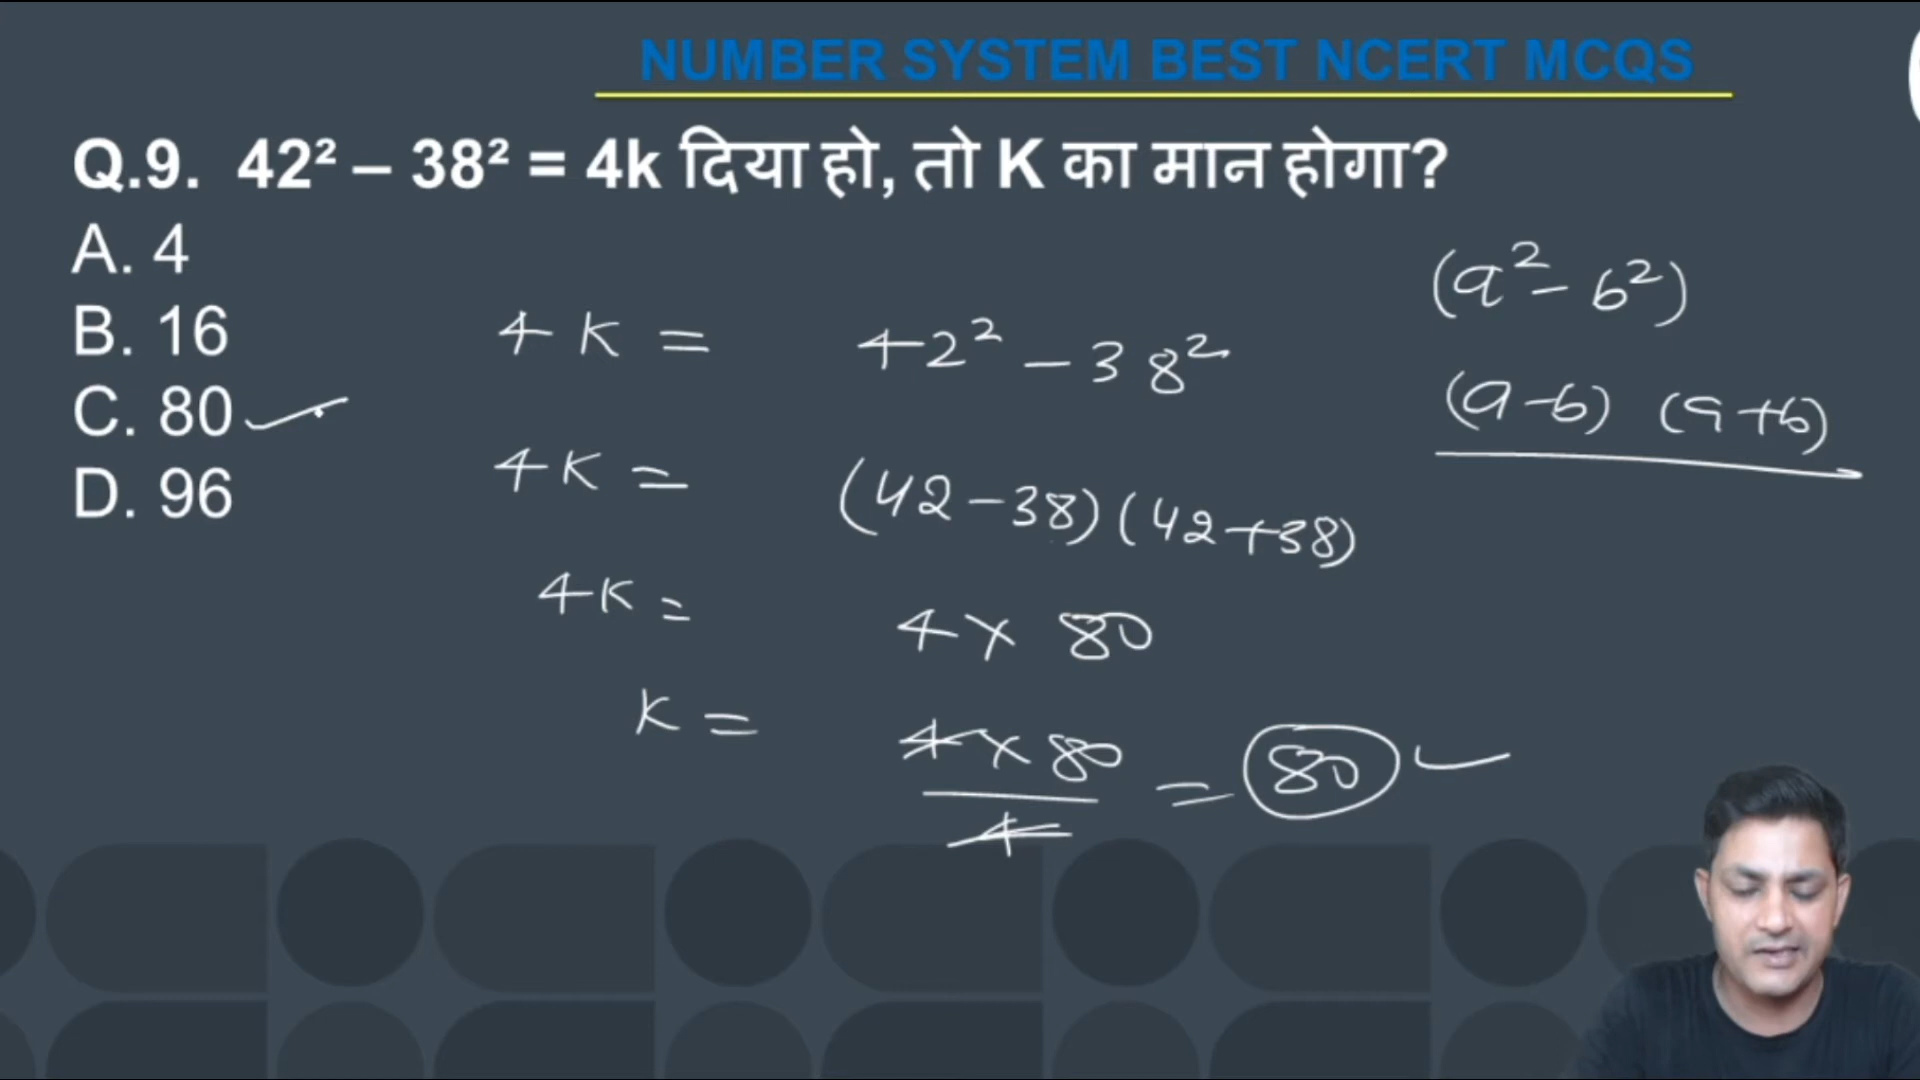 NUMBER SYSTEM BEST NCERT MCQS
Q.9. 42² – 38² = 4k दिया हो, तो K का मान होगा?
A. 4
B. 16
C. 80
D. 96
(a² - b²)
(a-b) (a+b)
4K = 42² - 38²
4K = (42-38)(42+38)
4K = 4 × 80
K = 4 × 80 / 4 = 80